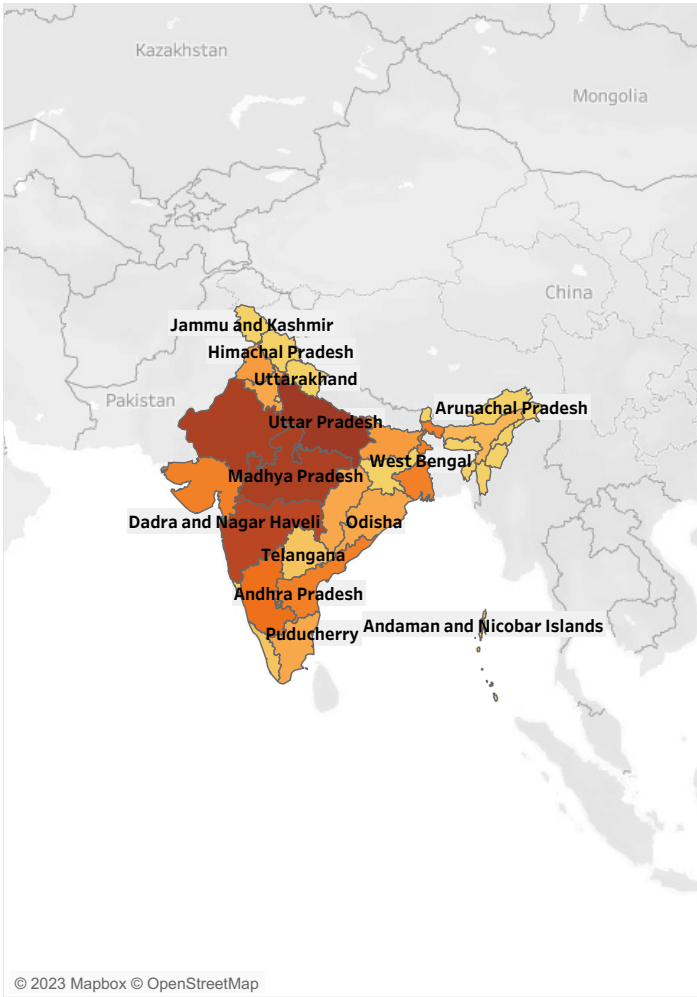 Kazakhstan
Mongolia
China
Jammu and Kashmir
Himachal Pradesh
Uttarakhand
Pakistan
Arunachal Pradesh
Uttar Pradesh
West Bengal
Madhya Pradesh
Dadra and Nagar Haveli
Odisha
Telangana
Andhra Pradesh
Andaman and Nicobar Islands
Puducherry
© 2023 Mapbox © OpenStreetMap